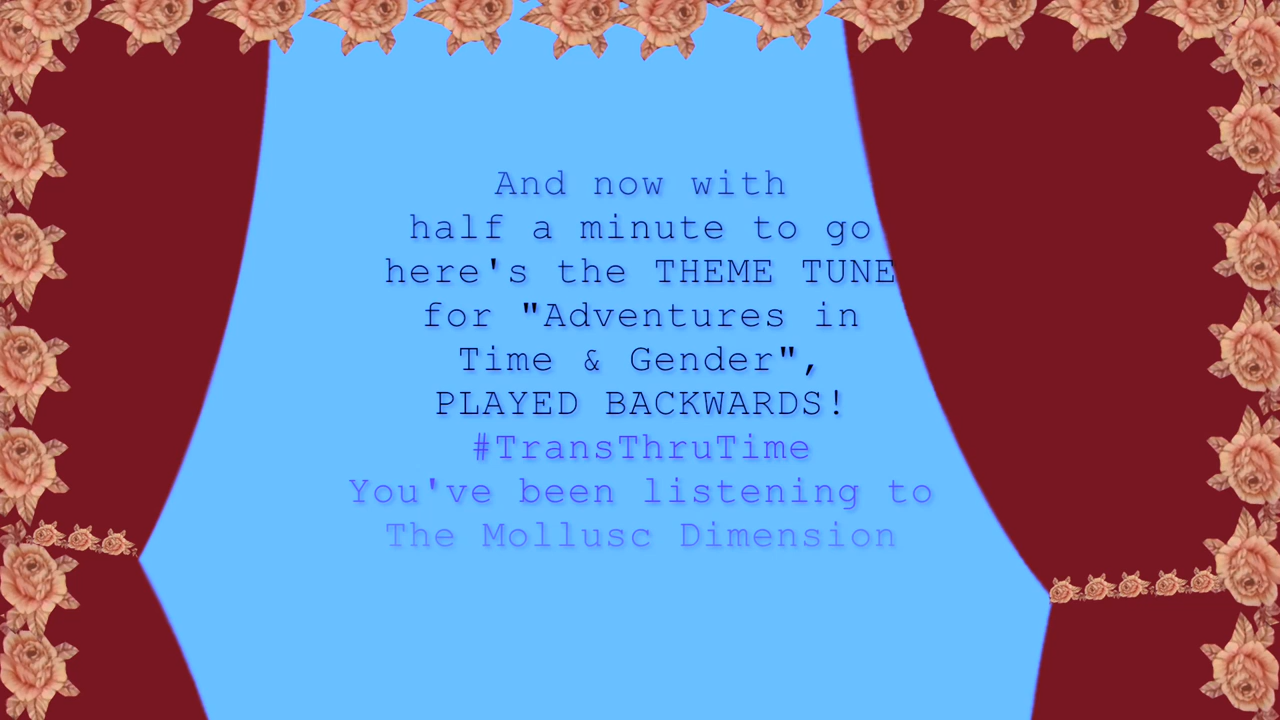 And now with
half a minute to go
here's the THEME TUNE
for "Adventures in
Time & Gender",
PLAYED BACKWARDS!
#TransThruTime
You've been listening to
The Mollusc Dimension